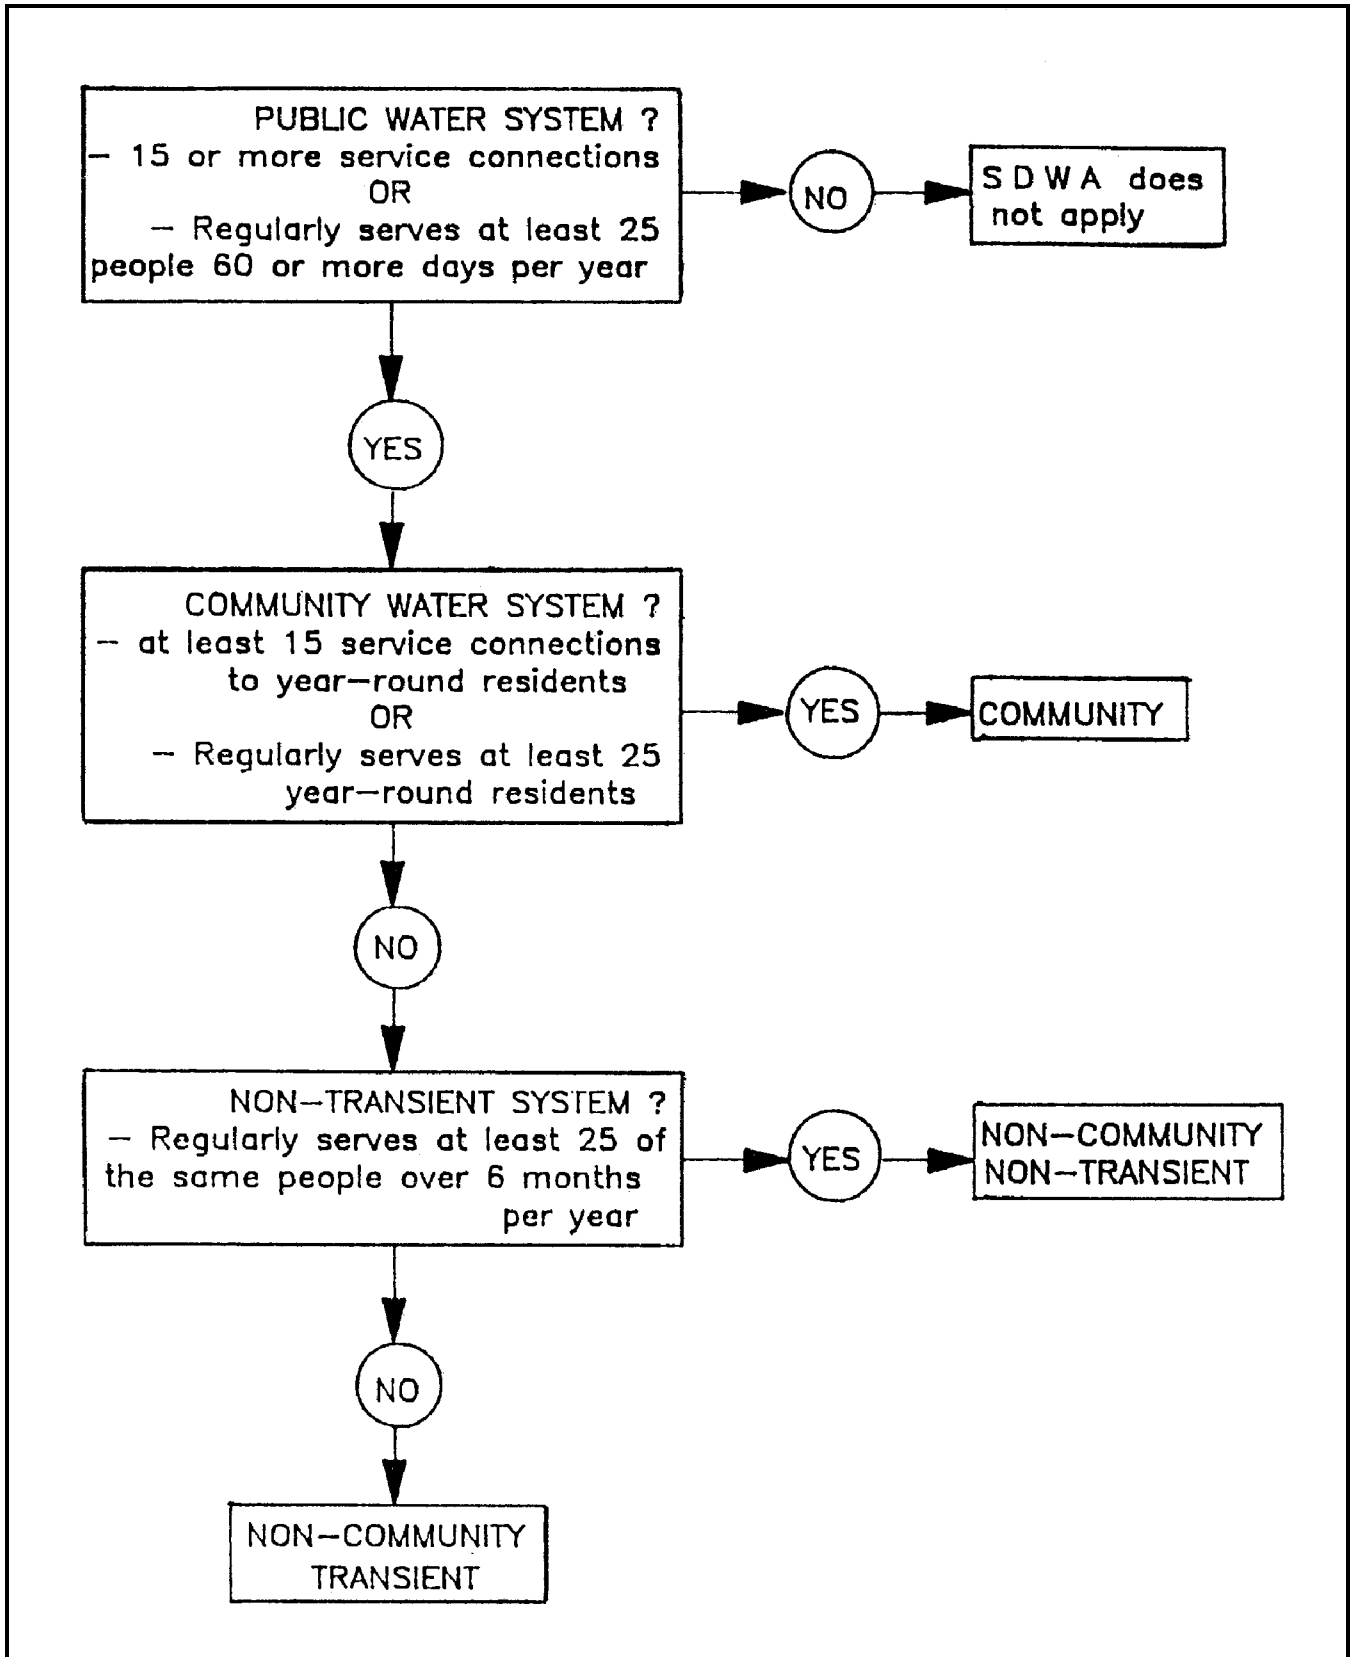 PUBLIC WATER SYSTEM ?
– 15 or more service connections
OR
– Regularly serves at least 25
people 60 or more days per year
NO
SDWA does
not apply
YES
COMMUNITY WATER SYSTEM ?
– at least 15 service connections
to year–round residents
OR
– Regularly serves at least 25
year–round residents
YES
COMMUNITY
NO
NON–TRANSIENT SYSTEM ?
– Regularly serves at least 25 of
the same people over 6 months
per year
YES
NON–COMMUNITY
NON–TRANSIENT
NO
NON–COMMUNITY
TRANSIENT